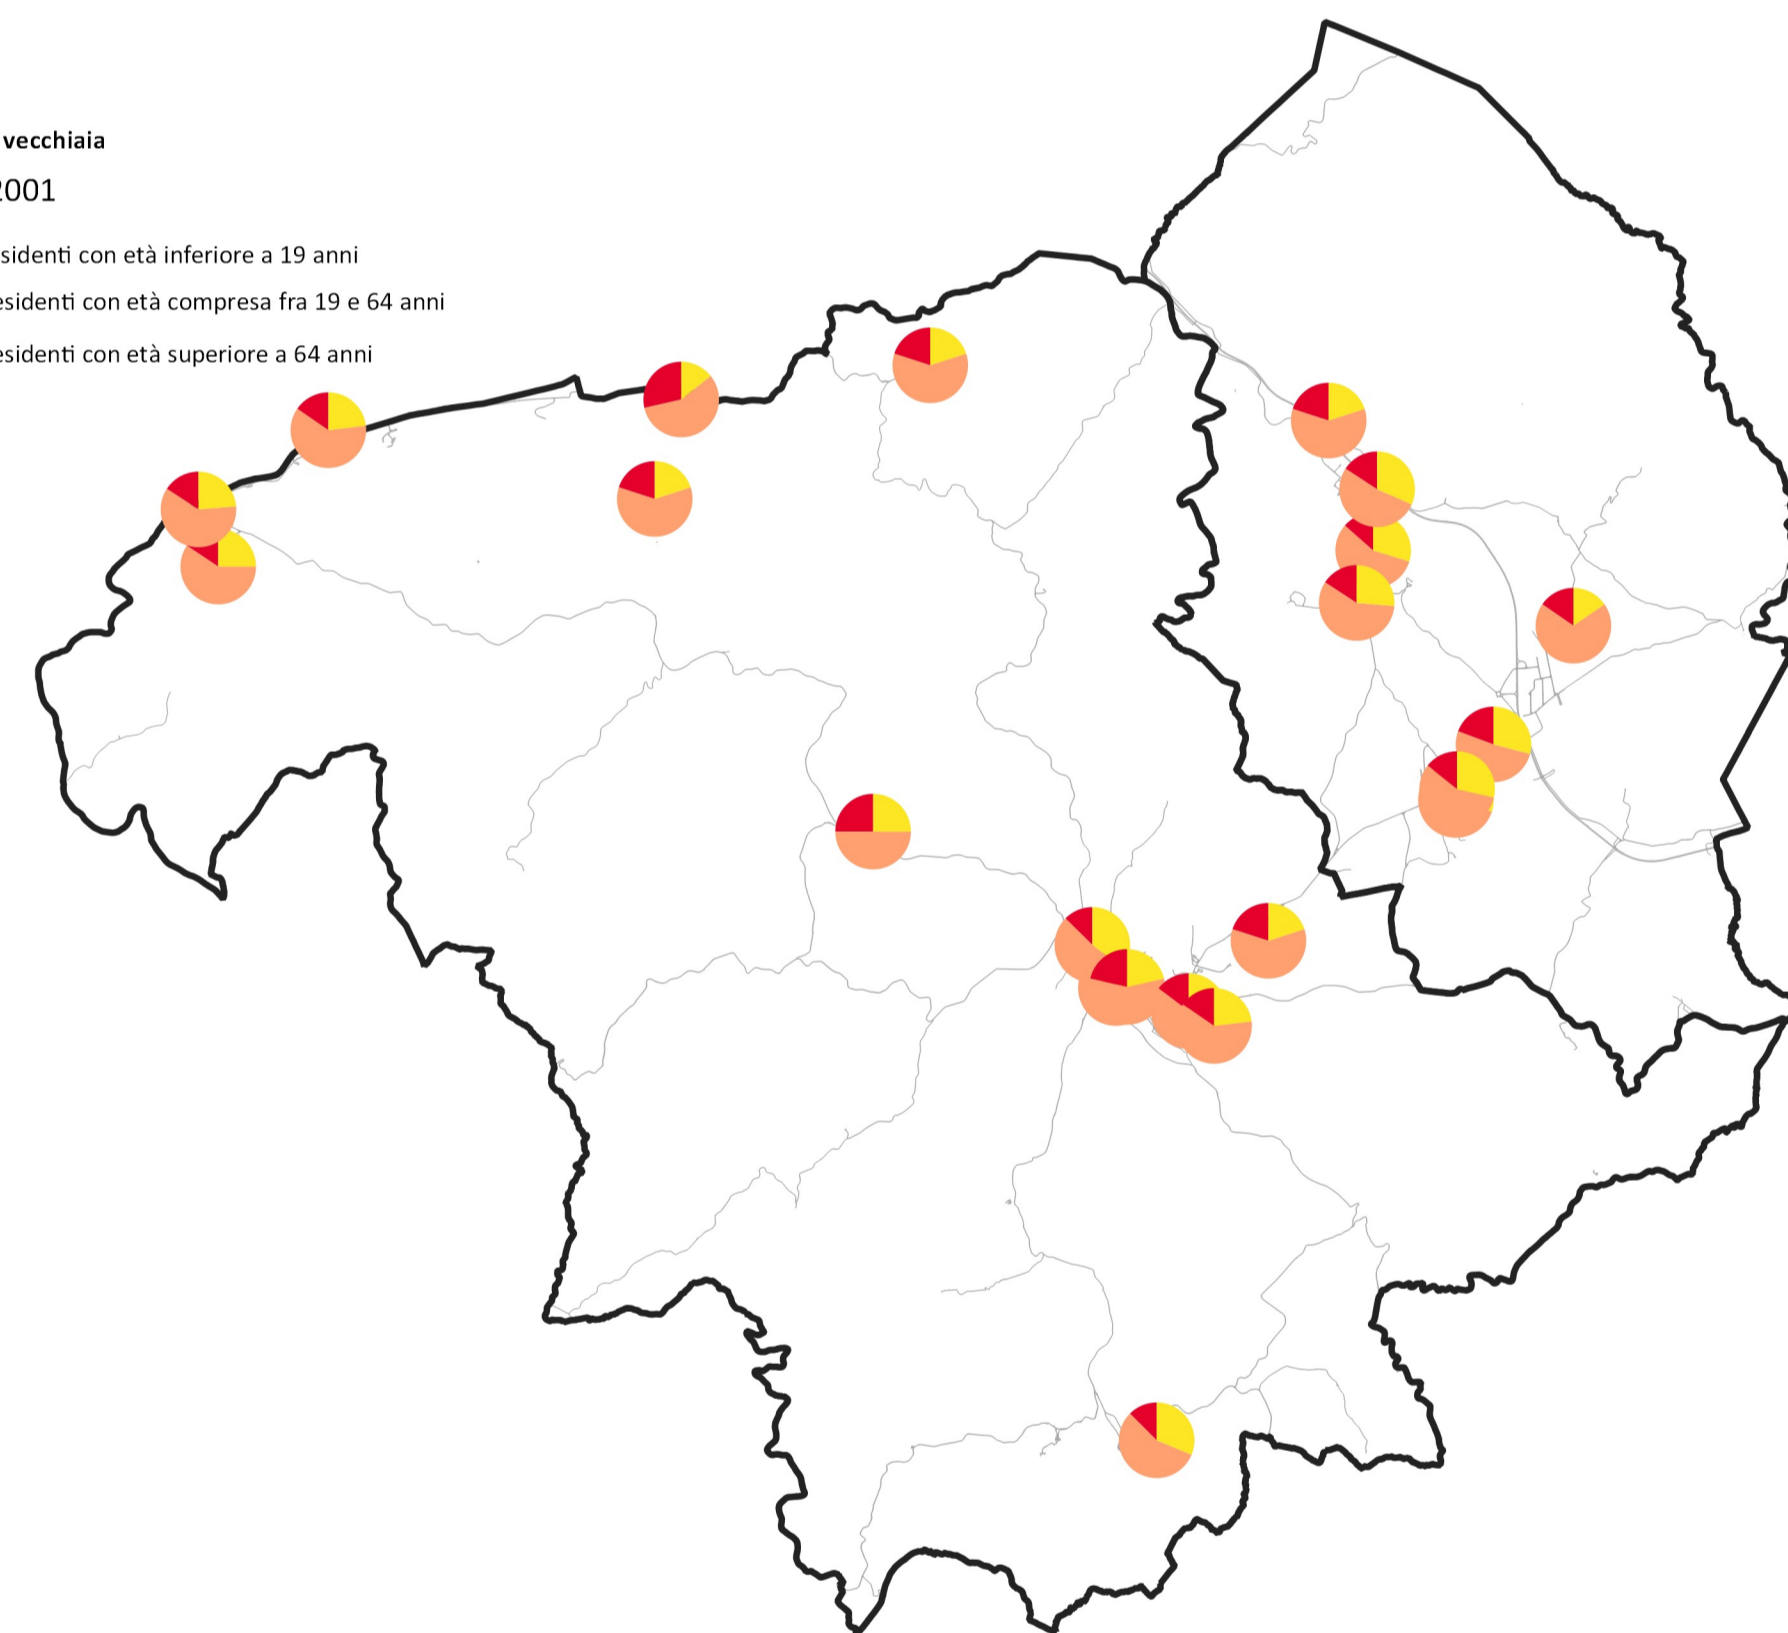 vecchiaia
2001
sidenti con età inferiore a 19 anni
esidenti con età compresa fra 19 e 64 anni
esidenti con età superiore a 64 anni